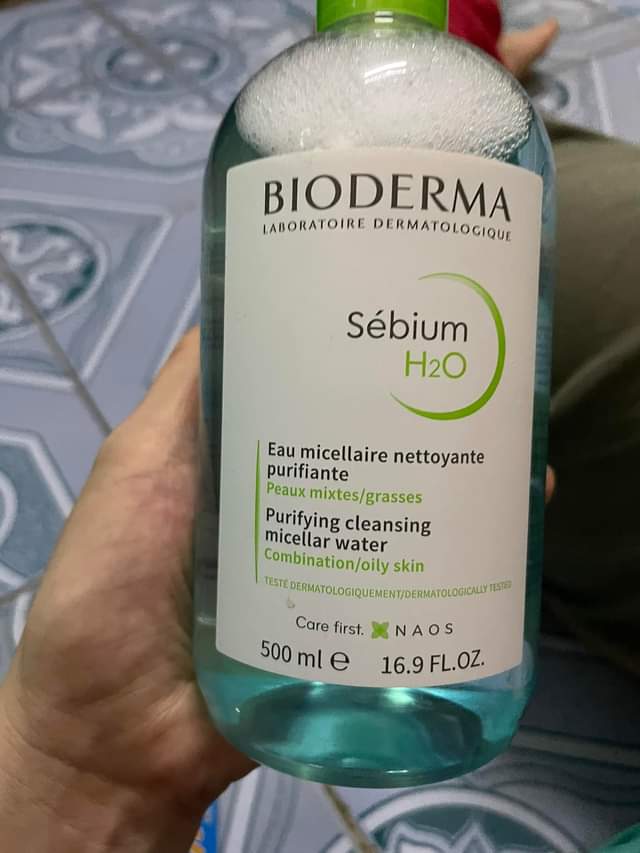 BIODERMA
LABORATOIRE DERMATOLOGIQUE
Sébium
H2O
Eau micellaire nettoyante
purifiante
Peaux mixtes/grasses
Purifying cleansing
micellar water
Combination/oily skin
TESTÉ DERMATOLOGIQUEMENT/DERMATOLOGICALLY TESTED
Care first. NAOS
500 ml ℮ 16.9 FL.OZ.